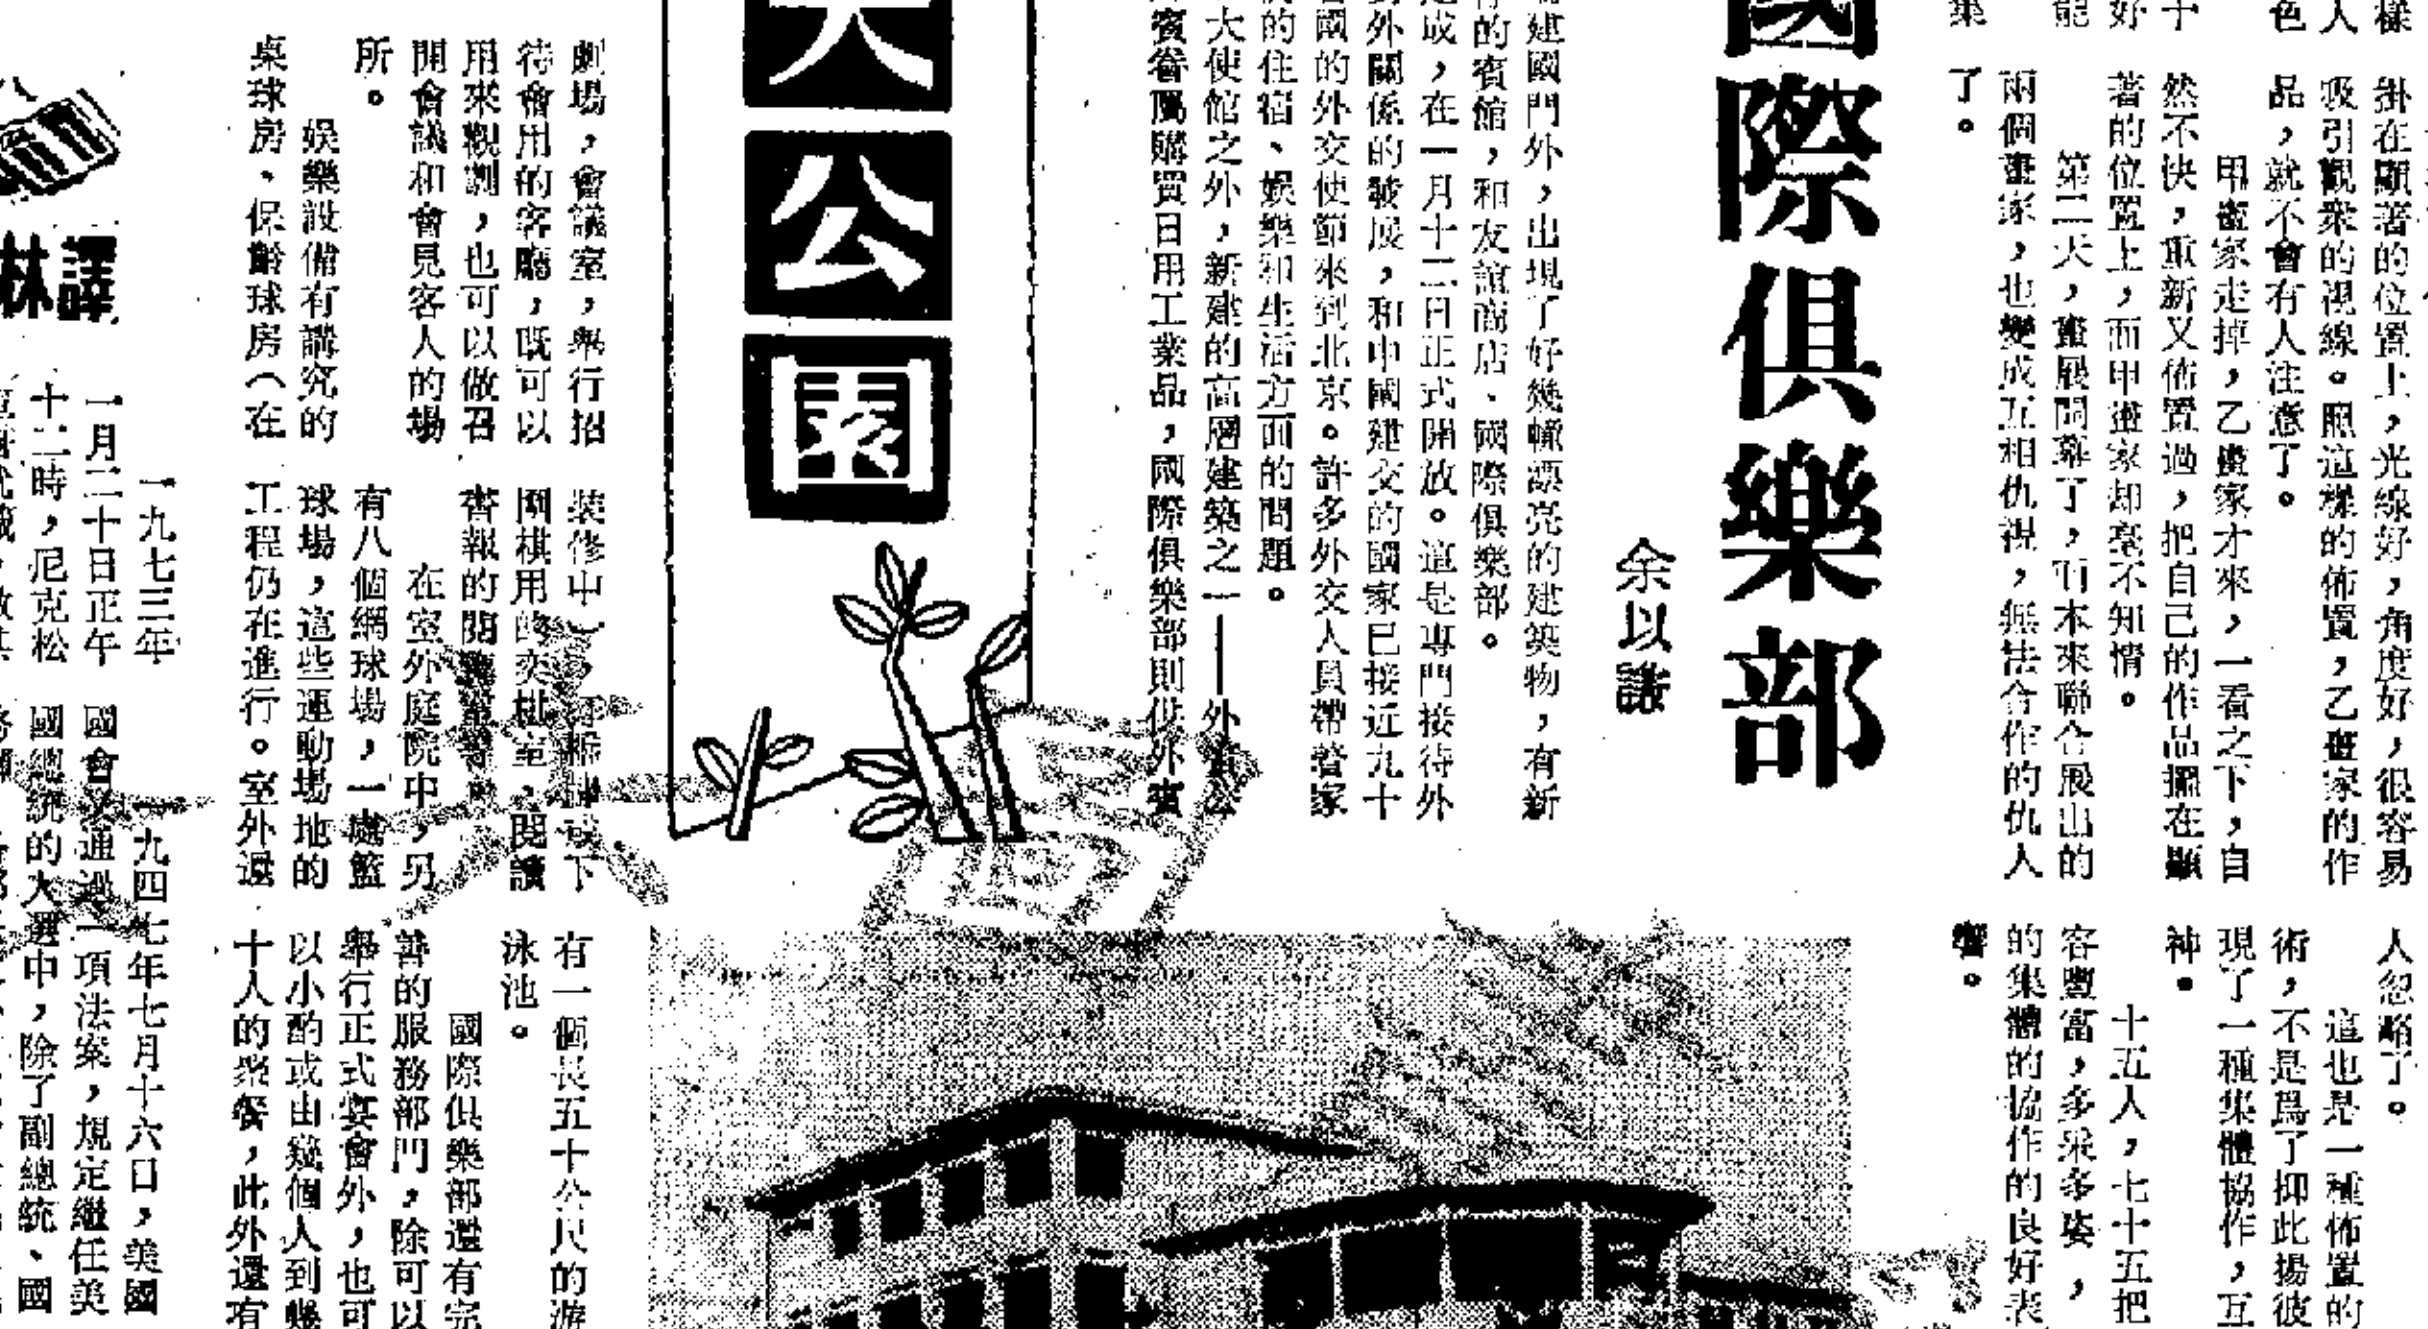 樣
人
色
十
好
能
集
掛在顯著的位置上，光線好，角度好，很容易
吸引觀衆的視線。照這樣的佈置，乙畫家的作
品，就不會有人注意了。
甲畫家走掉，乙畫家才來，一看之下，自
然不快，重新又佈置過，把自己的作品擺在顯
著的位置上，而甲畫家却毫不知情。
第二天，畫展開幕了，而本來聯合展出的
兩個畫家，也變成互相仇視，無法合作的仇人
了。
人忽略了。
這也是一種佈置的
術，不是爲了抑此揚彼
現了一種集體協作，互
神。
十五人，七十五把
容豐富，多采多姿，
的集體的協作的良好表
響。
國際俱樂部
余以謙
建國門外，出現了好幾幢漂亮的建築物，有新
的賓館，和友誼商店、國際俱樂部。
成，在一月十二日正式開放。這是專門接待外
外關係的發展，和中國建交的國家已接近九十
國的外交使節來到北京。許多外交人員帶着家
的住宿、娛樂和生活方面的問題。
大使館之外，新建的高層建築之一——外交公
賓眷屬購買日用工業品，國際俱樂部則供外賓
公園
劇場，會議室，舉行招
待會用的客廳，既可以
用來觀劇，也可以做召
開會議和會見客人的場
所。
娛樂設備有講究的
桌球房、保齡球房（在
裝修中），下
圍棋用的奕棋室、閱讀
書報的閱覽室等。
在室外庭院中，另
有八個網球場，一處籃
球場，這些運動場地的
工程仍在進行。室外還
有一個長五十公尺的游
泳池。
國際俱樂部還有完
善的服務部門，除可以
舉行正式宴會外，也可
以小酌或由幾個人到幾
十人的聚餐，此外還有
林譯
一九七三年
一月二十日正午
十二時，尼克松
一九四七年七月十六日，美國
國會又通過一項法案，規定繼任美
國總統的大選中，除了副總統、國